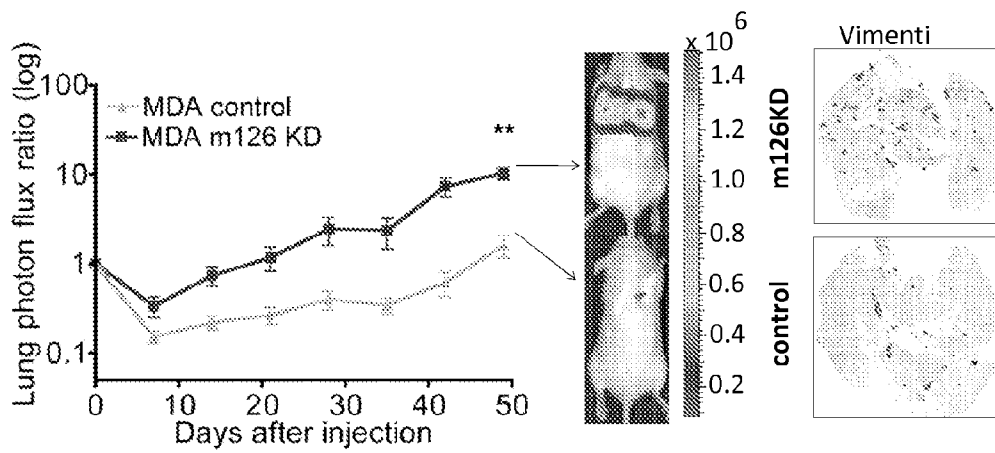 Lung photon flux ratio (log)
100
10
1
0.1
MDA control
MDA m126 KD
**
0 10 20 30 40 50
Days after injection
x 10 6
1.4
1.2
1.0
0.8
0.6
0.4
0.2
Vimenti
m126KD
control